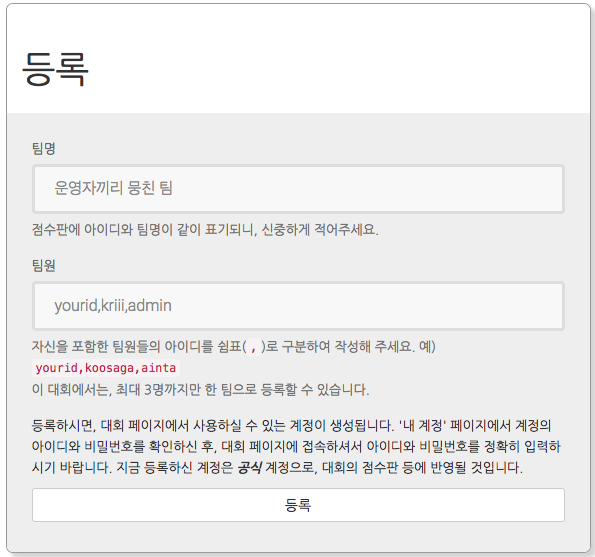 등록
팀명
운영자끼리 뭉친 팀
점수판에 아이디와 팀명이 같이 표기되니, 신중하게 적어주세요.
팀원
yourid,kriii,admin
자신을 포함한 팀원들의 아이디를 쉼표( , )로 구분하여 작성해 주세요. 예)
yourid,koosaga,ainta
이 대회에서는, 최대 3명까지만 한 팀으로 등록할 수 있습니다.
등록하시면, 대회 페이지에서 사용하실 수 있는 계정이 생성됩니다. '내 계정' 페이지에서 계정의
아이디와 비밀번호를 확인하신 후, 대회 페이지에 접속하셔서 아이디와 비밀번호를 정확히 입력하
시기 바랍니다. 지금 등록하신 계정은 공식 계정으로, 대회의 점수판 등에 반영될 것입니다.
등록